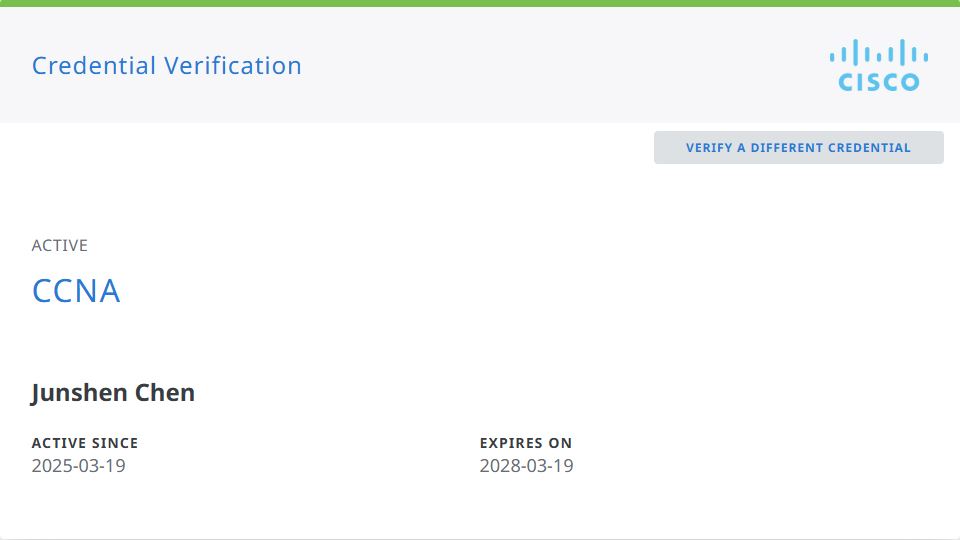 Credential Verification
CISCO
VERIFY A DIFFERENT CREDENTIAL
ACTIVE
CCNA
Junshen Chen
ACTIVE SINCE
EXPIRES ON
2025-03-19
2028-03-19